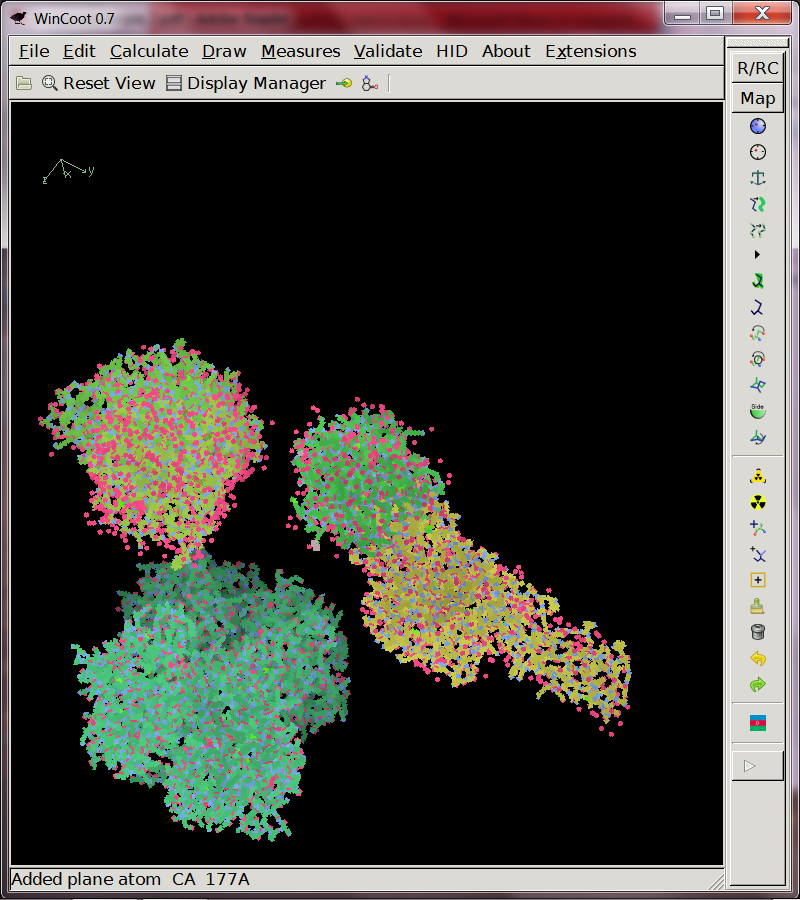 WinCoot 0.7
File Edit Calculate Draw Measures Validate HID About Extensions
Reset View Display Manager
R/RC
Map
z x y
Side
Added plane atom CA 177A